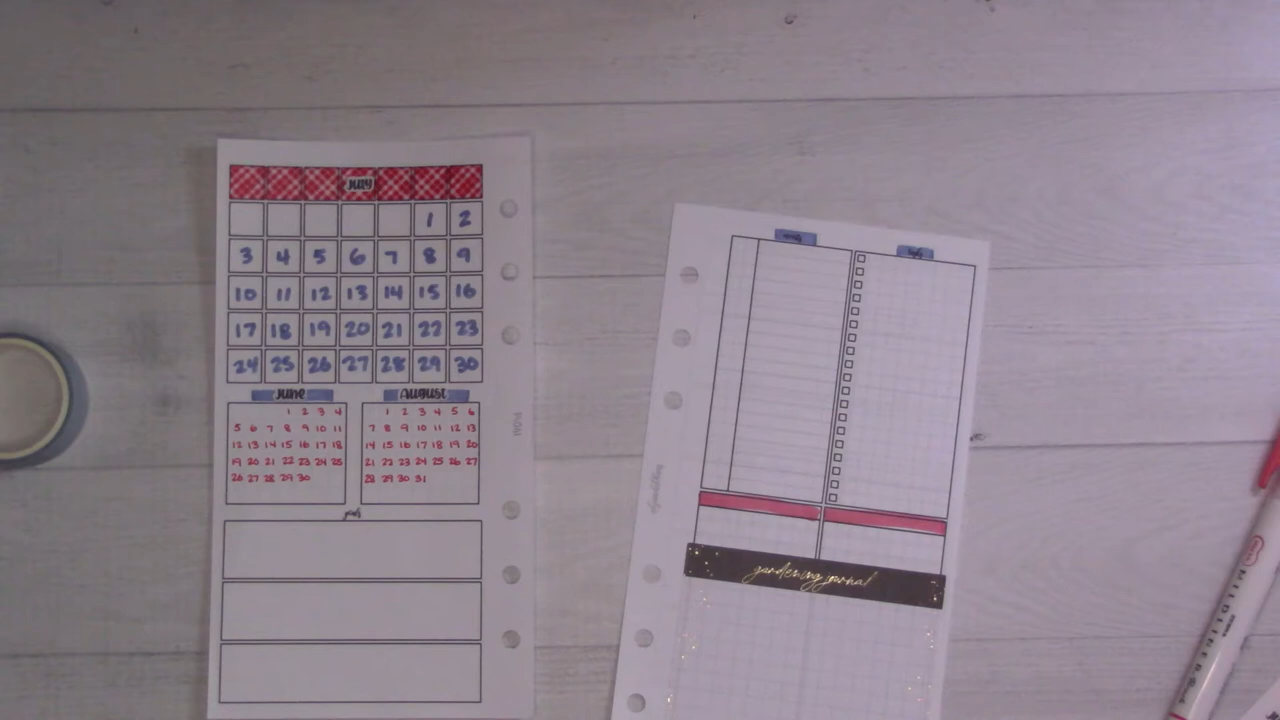 July
1 2
3 4 5 6 7 8 9
10 11 12 13 14 15 16
17 18 19 20 21 22 23
24 25 26 27 28 29 30
June
1 2 3 4
5 6 7 8 9 10 11
12 13 14 15 16 17 18
19 20 21 22 23 24 25
26 27 28 29 30
August
1 2 3 4 5 6
7 8 9 10 11 12 13
14 15 16 17 18 19 20
21 22 23 24 25 26 27
28 29 30 31
goals
gardening journal
MILDLINER